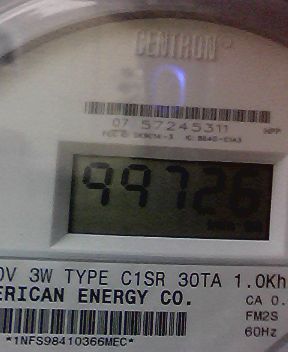 CENTRON®
07 57245311
99726
0V 3W TYPE C1SR 30TA 1.0Kh
ERICAN ENERGY CO.
CA 0.
FM2S
60Hz
*1NFS98410366MEC*